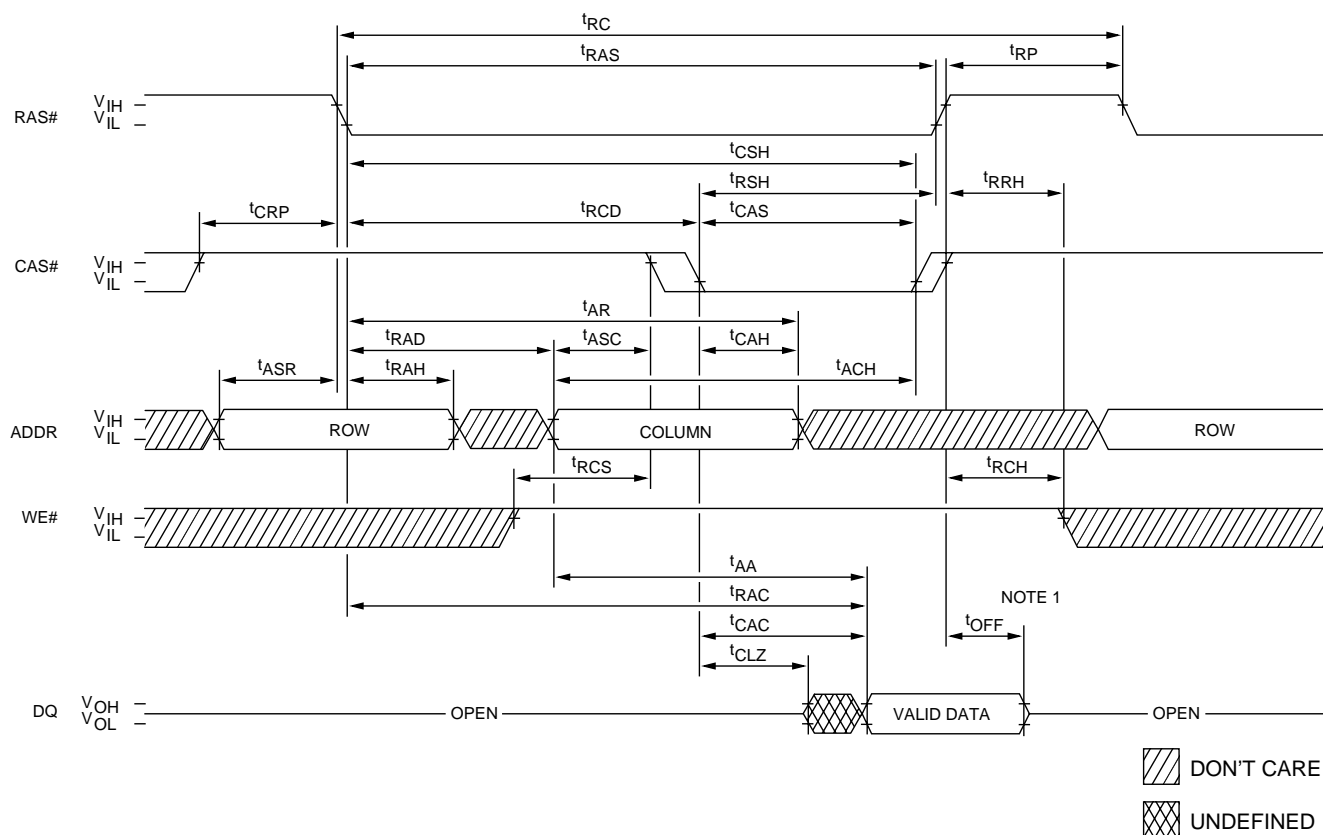 tRC
tRAS
tRP
RAS#
VIH
VIL
tCSH
tRSH
tRRH
tCRP
tRCD
tCAS
CAS#
VIH
VIL
tAR
tRAD
tASC
tCAH
tASR
tRAH
tACH
ADDR
VIH
VIL
ROW
COLUMN
ROW
tRCS
tRCH
WE#
VIH
VIL
tAA
tRAC
NOTE 1
tCAC
tOFF
tCLZ
DQ
VOH
VOL
OPEN
VALID DATA
OPEN
DON'T CARE
UNDEFINED